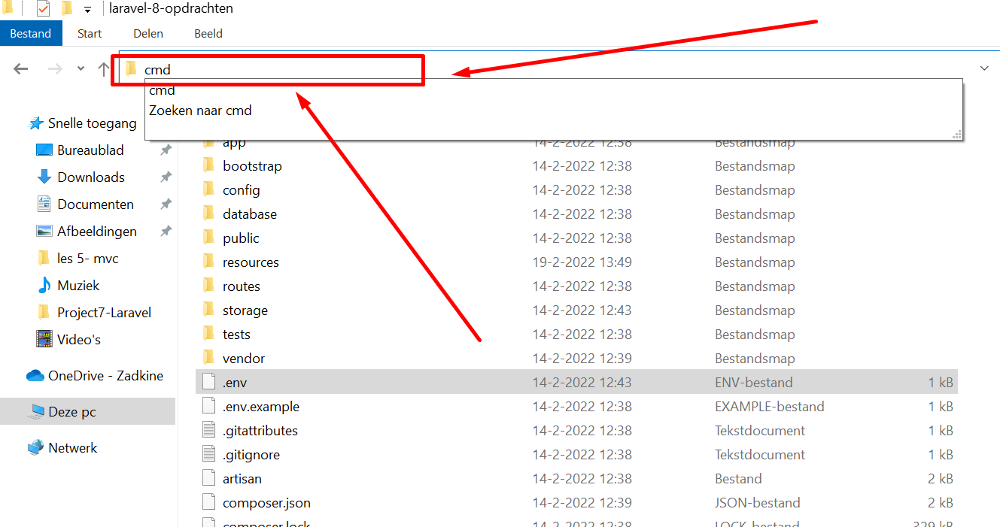 laravel-8-opdrachten
Bestand Start Delen Beeld
cmd
cmd
Zoeken naar cmd
Snelle toegang
Bureaublad
Downloads
Documenten
Afbeeldingen
les 5- mvc
Muziek
Project7-Laravel
Video's
OneDrive - Zadkine
Deze pc
Netwerk
app 14-2-2022 12:38 Bestandsmap
bootstrap 14-2-2022 12:38 Bestandsmap
config 14-2-2022 12:38 Bestandsmap
database 14-2-2022 12:38 Bestandsmap
public 14-2-2022 12:38 Bestandsmap
resources 19-2-2022 13:49 Bestandsmap
routes 14-2-2022 12:38 Bestandsmap
storage 14-2-2022 12:43 Bestandsmap
tests 14-2-2022 12:38 Bestandsmap
vendor 14-2-2022 12:39 Bestandsmap
.env 14-2-2022 12:43 ENV-bestand 1 kB
.env.example 14-2-2022 12:38 EXAMPLE-bestand 1 kB
.gitattributes 14-2-2022 12:38 Tekstdocument 1 kB
.gitignore 14-2-2022 12:38 Tekstdocument 1 kB
artisan 14-2-2022 12:38 Bestand 2 kB
composer.json 14-2-2022 12:39 JSON-bestand 2 kB
composer.lock 14-2-2022 12:38 LOCK-bestand 329 kB